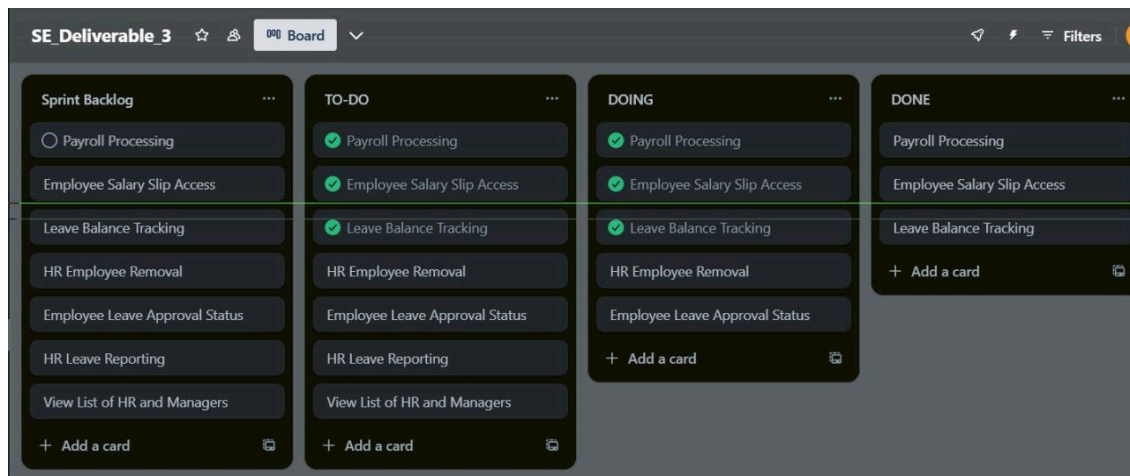 SE_Deliverable_3
Board
Filters
Sprint Backlog
Payroll Processing
Employee Salary Slip Access
Leave Balance Tracking
HR Employee Removal
Employee Leave Approval Status
HR Leave Reporting
View List of HR and Managers
+ Add a card
TO-DO
Payroll Processing
Employee Salary Slip Access
Leave Balance Tracking
HR Employee Removal
Employee Leave Approval Status
HR Leave Reporting
View List of HR and Managers
+ Add a card
DOING
Payroll Processing
Employee Salary Slip Access
Leave Balance Tracking
HR Employee Removal
Employee Leave Approval Status
+ Add a card
DONE
Payroll Processing
Employee Salary Slip Access
Leave Balance Tracking
+ Add a card